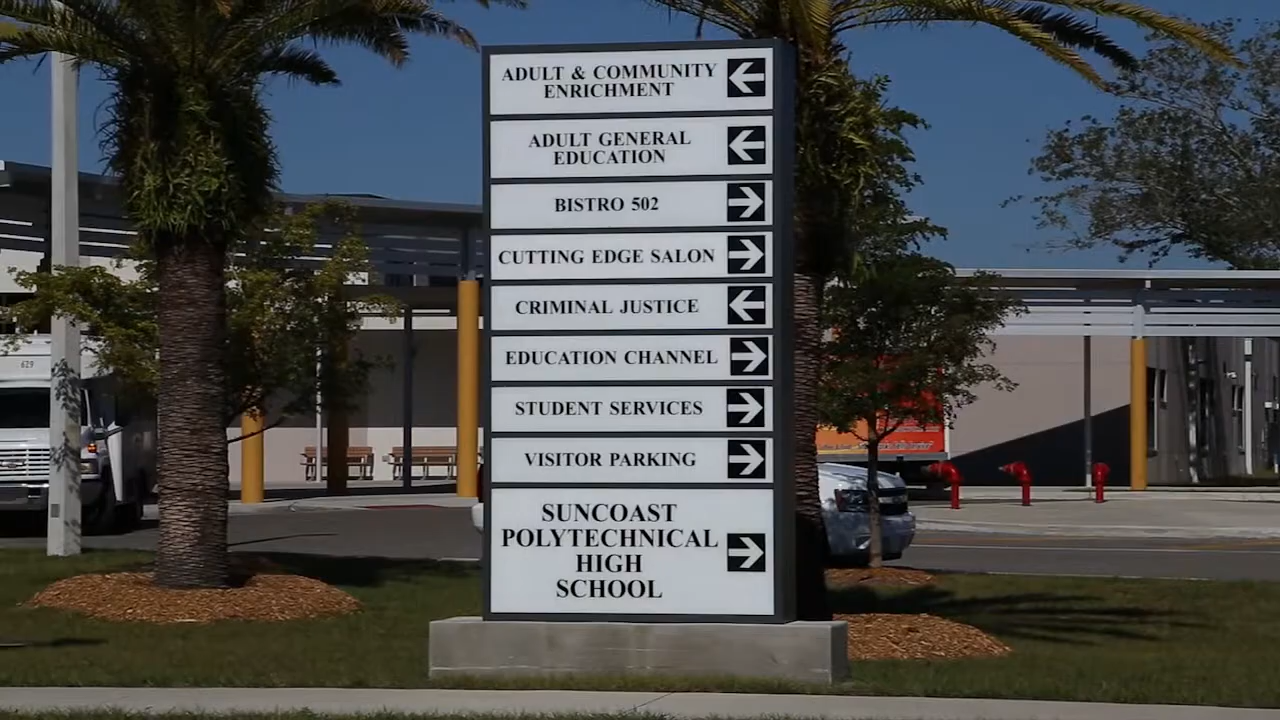 ADULT & COMMUNITY
ENRICHMENT
ADULT GENERAL
EDUCATION
BISTRO 502
CUTTING EDGE SALON
CRIMINAL JUSTICE
EDUCATION CHANNEL
STUDENT SERVICES
VISITOR PARKING
SUNCOAST
POLYTECHNICAL
HIGH
SCHOOL
629